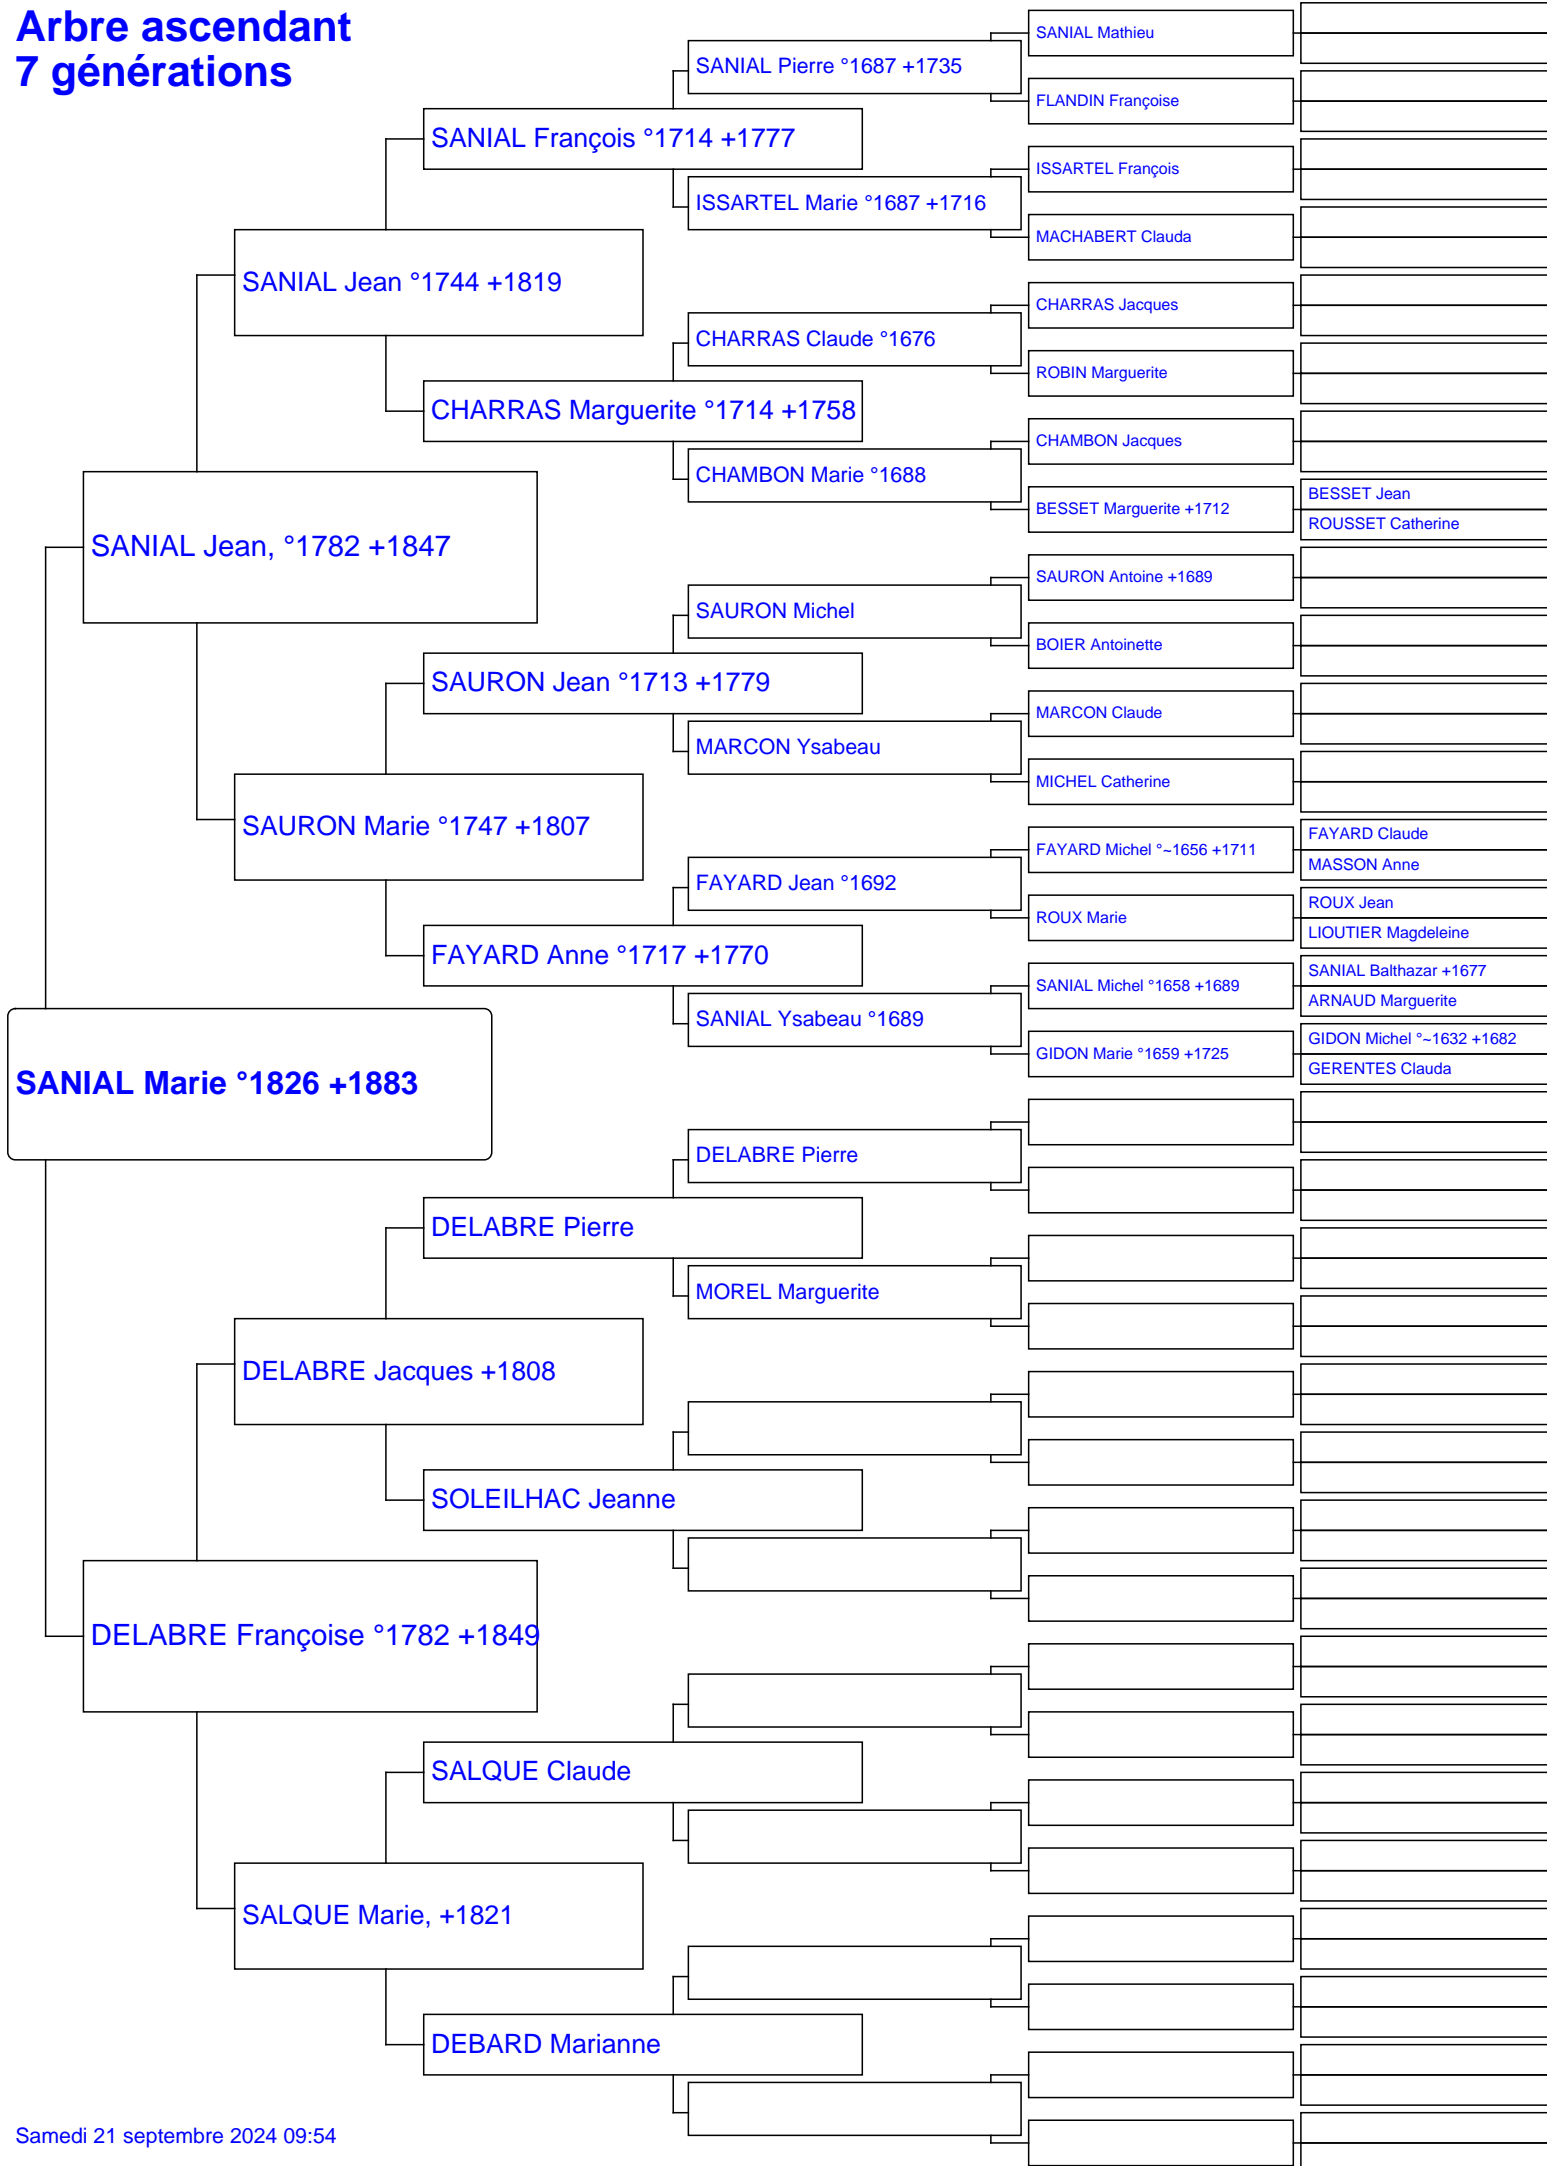 Arbre ascendant
7 générations
SANIAL Marie °1826 +1883
SANIAL Jean, °1782 +1847
DELABRE Françoise °1782 +1849
SANIAL Jean °1744 +1819
SAURON Marie °1747 +1807
DELABRE Jacques +1808
SALQUE Marie, +1821
SANIAL François °1714 +1777
CHARRAS Marguerite °1714 +1758
SAURON Jean °1713 +1779
FAYARD Anne °1717 +1770
DELABRE Pierre
SOLEILHAC Jeanne
SALQUE Claude
DEBARD Marianne
SANIAL Pierre °1687 +1735
ISSARTEL Marie °1687 +1716
CHARRAS Claude °1676
CHAMBON Marie °1688
SAURON Michel
MARCON Ysabeau
FAYARD Jean °1692
SANIAL Ysabeau °1689
DELABRE Pierre
MOREL Marguerite
SANIAL Mathieu
FLANDIN Françoise
ISSARTEL François
MACHABERT Clauda
CHARRAS Jacques
ROBIN Marguerite
CHAMBON Jacques
BESSET Marguerite +1712
SAURON Antoine +1689
BOIER Antoinette
MARCON Claude
MICHEL Catherine
FAYARD Michel °~1656 +1711
ROUX Marie
SANIAL Michel °1658 +1689
GIDON Marie °1659 +1725
BESSET Jean
ROUSSET Catherine
FAYARD Claude
MASSON Anne
ROUX Jean
LIOUTIER Magdeleine
SANIAL Balthazar +1677
ARNAUD Marguerite
GIDON Michel °~1632 +1682
GERENTES Clauda
Samedi 21 septembre 2024 09:54